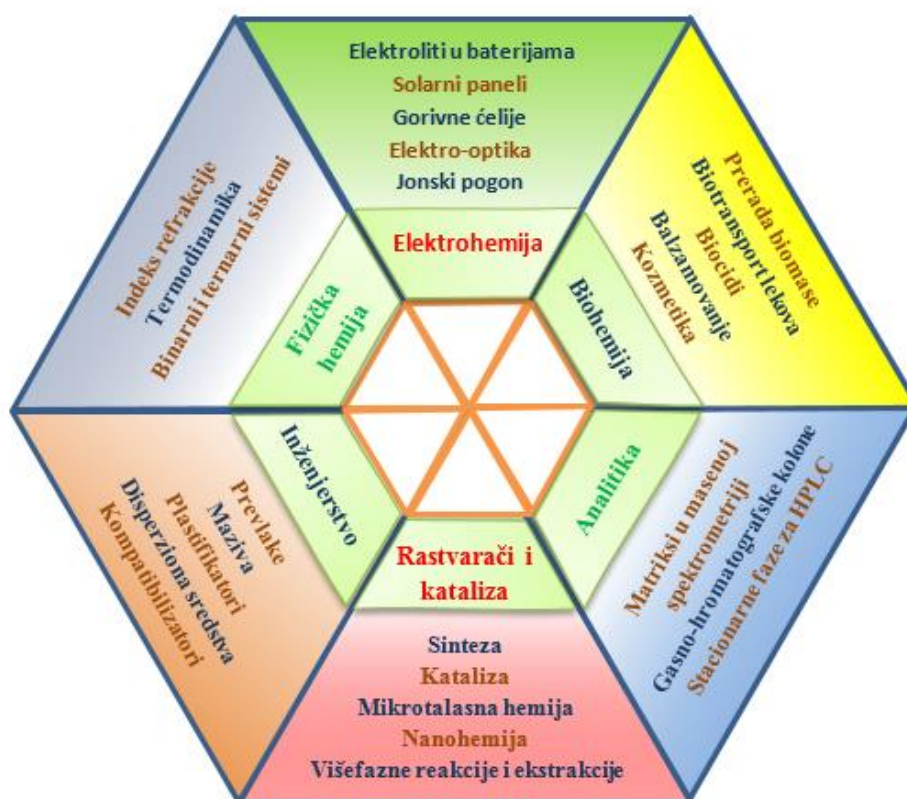 Elektroliti u baterijama
Solarni paneli
Gorivne ćelije
Elektro-optika
Jonski pogon
Elektrohemija
Prerada biomase
Biotransport lekova
Biocidi
Balzamovanje
Kozmetika
Biohemija
Analitika
Matriksi u masenoj
spektrometriji
Gasno-hromatografske kolone
Stacionarne faze za HPLC
Rastvarači i
kataliza
Sinteza
Kataliza
Mikrotalasna hemija
Nanohemija
Višefazne reakcije i ekstrakcije
Inženjerstvo
Prevlake
Maziva
Plastifikatori
Disperziona sredstva
Kompatibilizatori
Fizička
hemija
Indeks refrakcije
Termodinamika
Binarni i ternarni sistemi